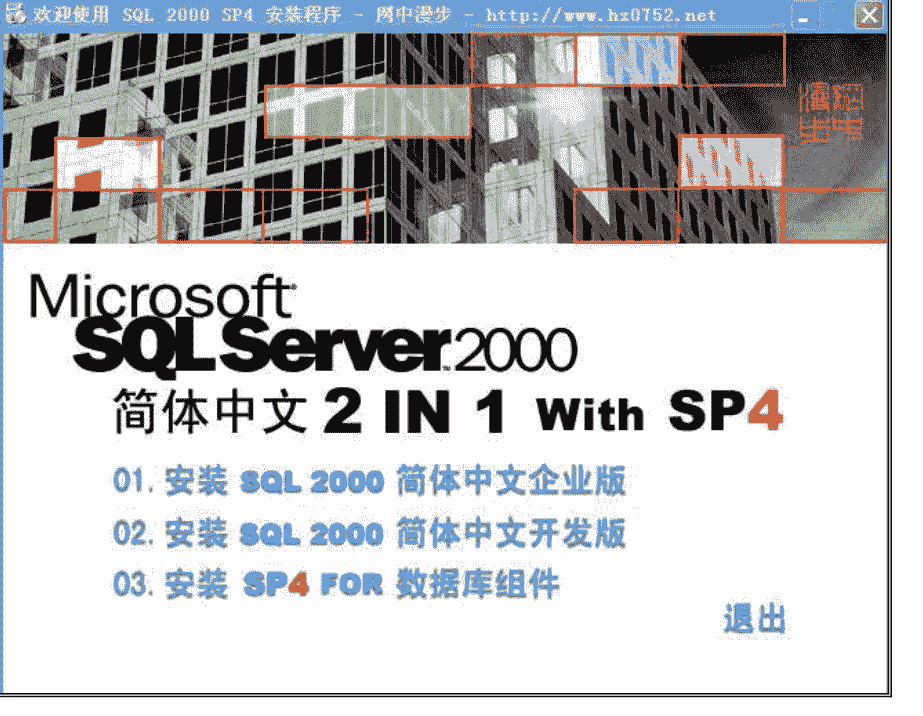 欢迎使用 SQL 2000 SP4 安装程序 - 网中漫步 - http://www.hz0752.net
Microsoft
SQL Server 2000
简体中文 2 IN 1 With SP4
01. 安装 SQL 2000 简体中文企业版
02. 安装 SQL 2000 简体中文开发版
03. 安装 SP4 FOR 数据库组件
退出